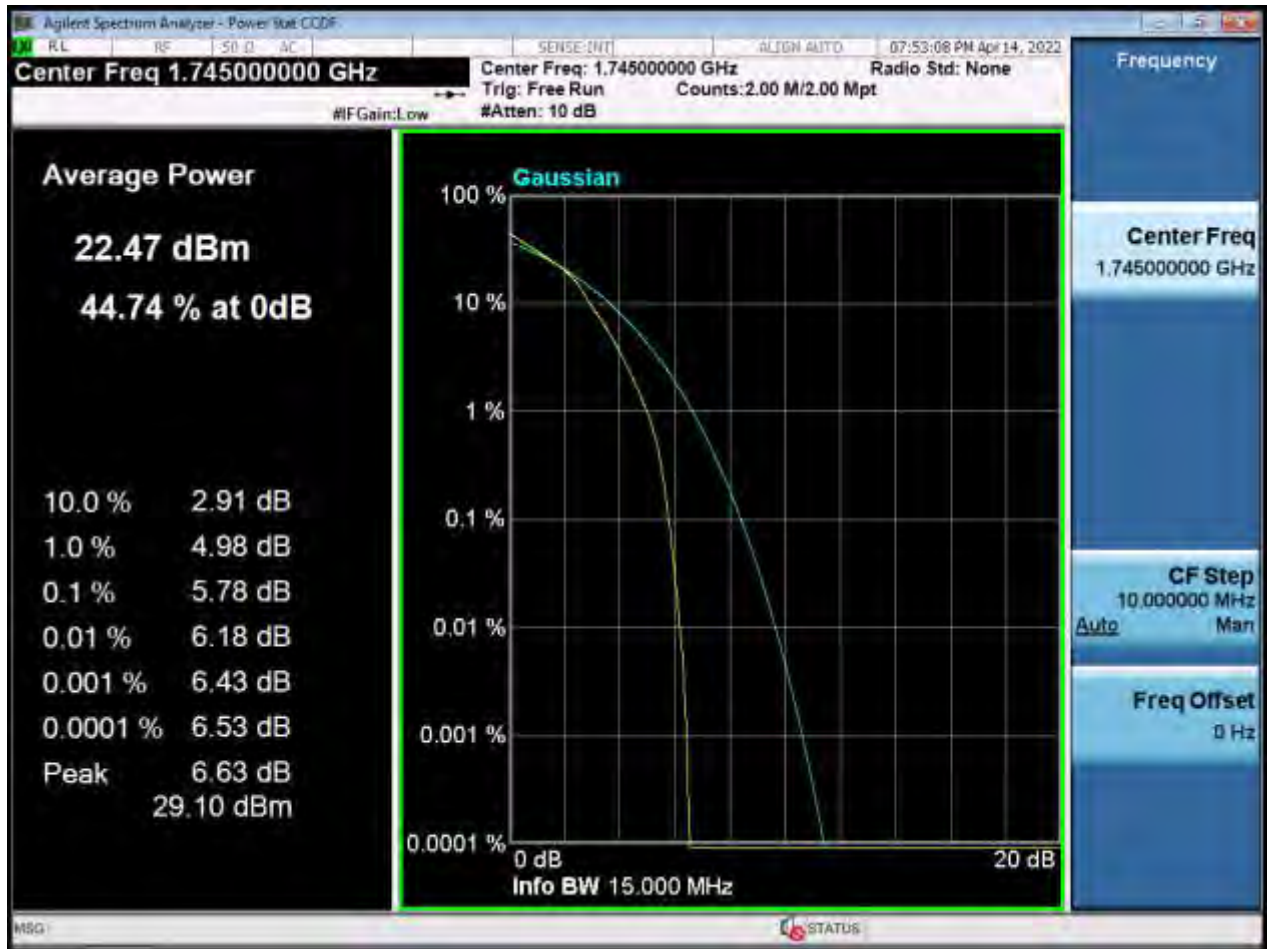 Agilent Spectrum Analyzer - Power Stat CCDF
RL RF 50 Ω AC SENSE:INT ALIGN AUTO 07:53:08 PM Apr 14, 2022
Center Freq 1.745000000 GHz
Center Freq: 1.745000000 GHz Radio Std: None
Trig: Free Run Counts:2.00 M/2.00 Mpt
#IFGain:Low #Atten: 10 dB
Average Power
22.47 dBm
44.74 % at 0dB
10.0 % 2.91 dB
1.0 % 4.98 dB
0.1 % 5.78 dB
0.01 % 6.18 dB
0.001 % 6.43 dB
0.0001 % 6.53 dB
Peak 6.63 dB
29.10 dBm
Gaussian
100 %
10 %
1 %
0.1 %
0.01 %
0.001 %
0.0001 %
0 dB 20 dB
Info BW 15.000 MHz
Frequency
Center Freq
1.745000000 GHz
CF Step
10.000000 MHz
Auto Man
Freq Offset
0 Hz
MSG STATUS